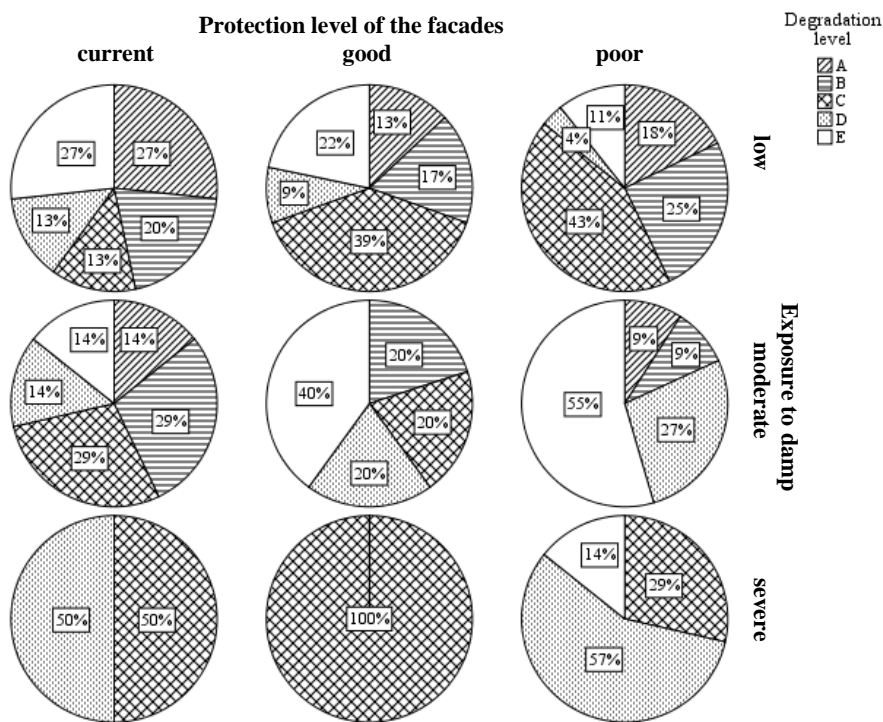 Protection level of the facades
current good poor
Degradation
level
A
B
C
D
E
27% 27% 20% 13% 13%
22% 13% 17% 39% 9%
11% 18% 4% 25% 43%
low
14% 14% 14% 29% 29%
40% 20% 20% 20%
9% 9% 55% 27%
Exposure to damp
moderate
50% 50%
100%
14% 29% 57%
severe